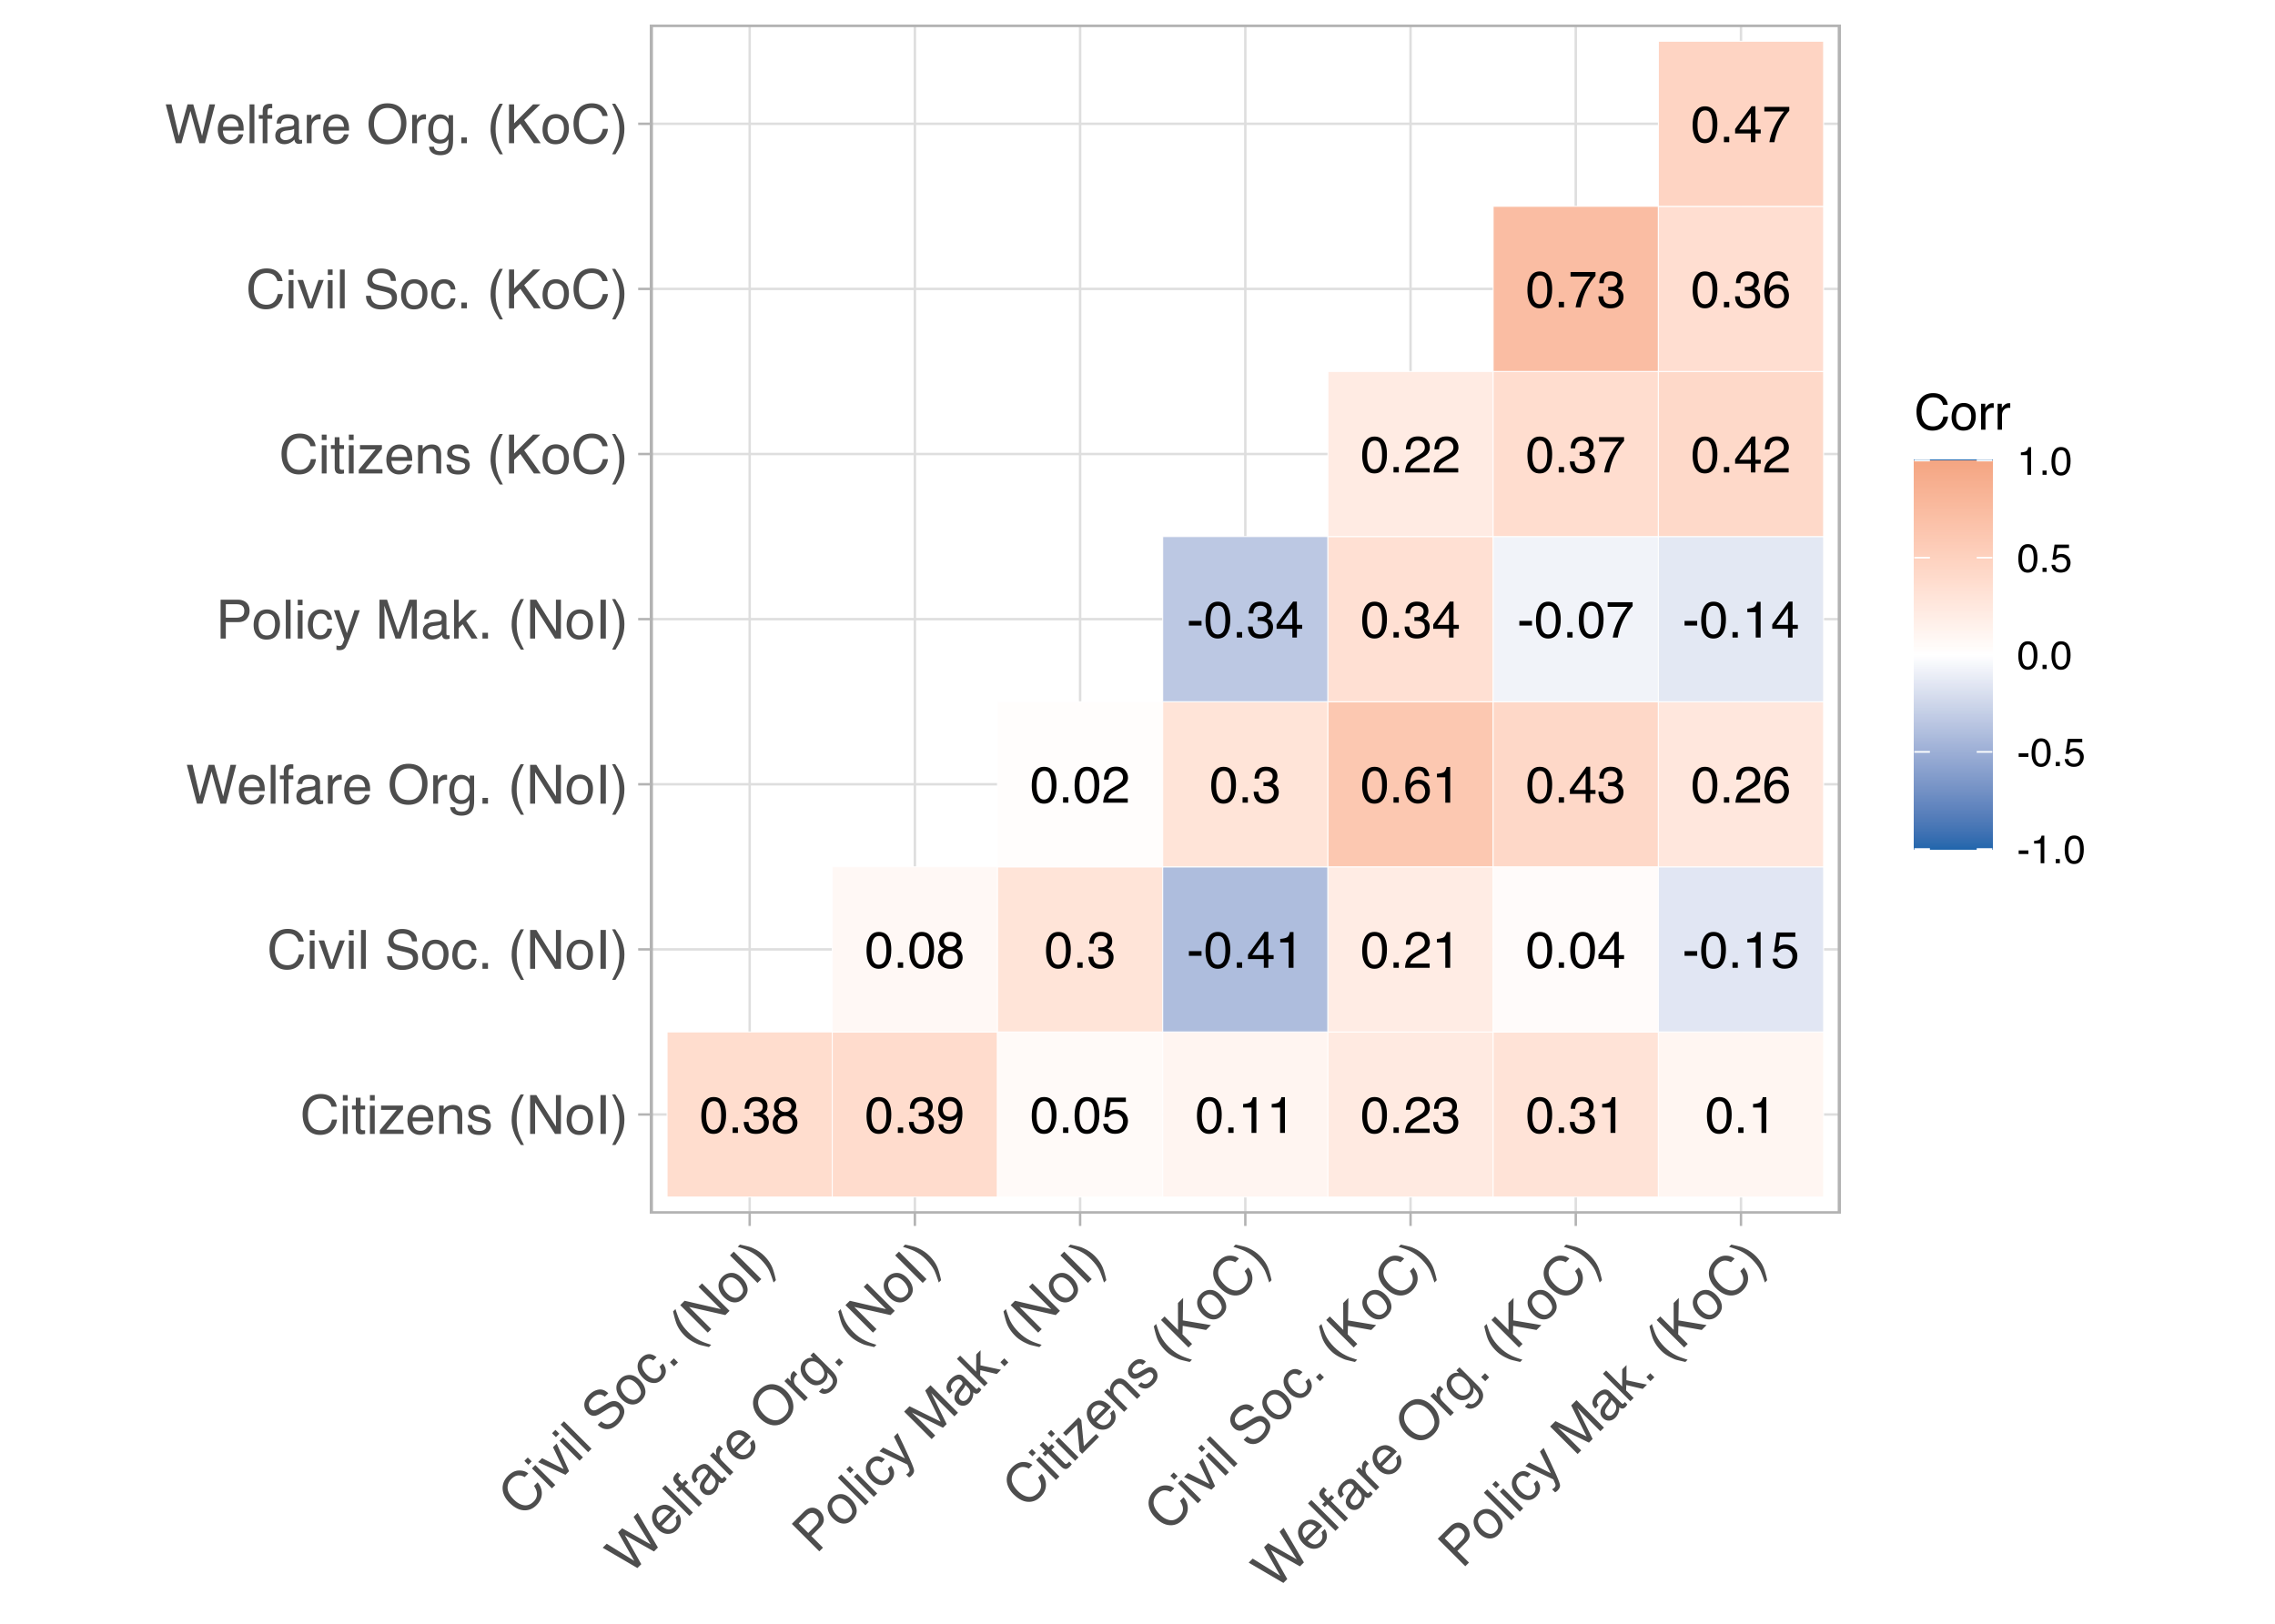 Welfare Org. (KoC) 0.47
Civil Soc. (KoC) 0.73 0.36
Citizens (KoC) 0.22 0.37 0.42
Policy Mak. (NoI) -0.34 0.34 -0.07 -0.14
Welfare Org. (NoI) 0.02 0.3 0.61 0.43 0.26
Civil Soc. (NoI) 0.08 0.3 -0.41 0.21 0.04 -0.15
Citizens (NoI) 0.38 0.39 0.05 0.11 0.23 0.31 0.1
Civil Soc. (NoI)
Welfare Org. (NoI)
Policy Mak. (NoI)
Citizens (KoC)
Civil Soc. (KoC)
Welfare Org. (KoC)
Policy Mak. (KoC)
Corr
1.0
0.5
0.0
-0.5
-1.0